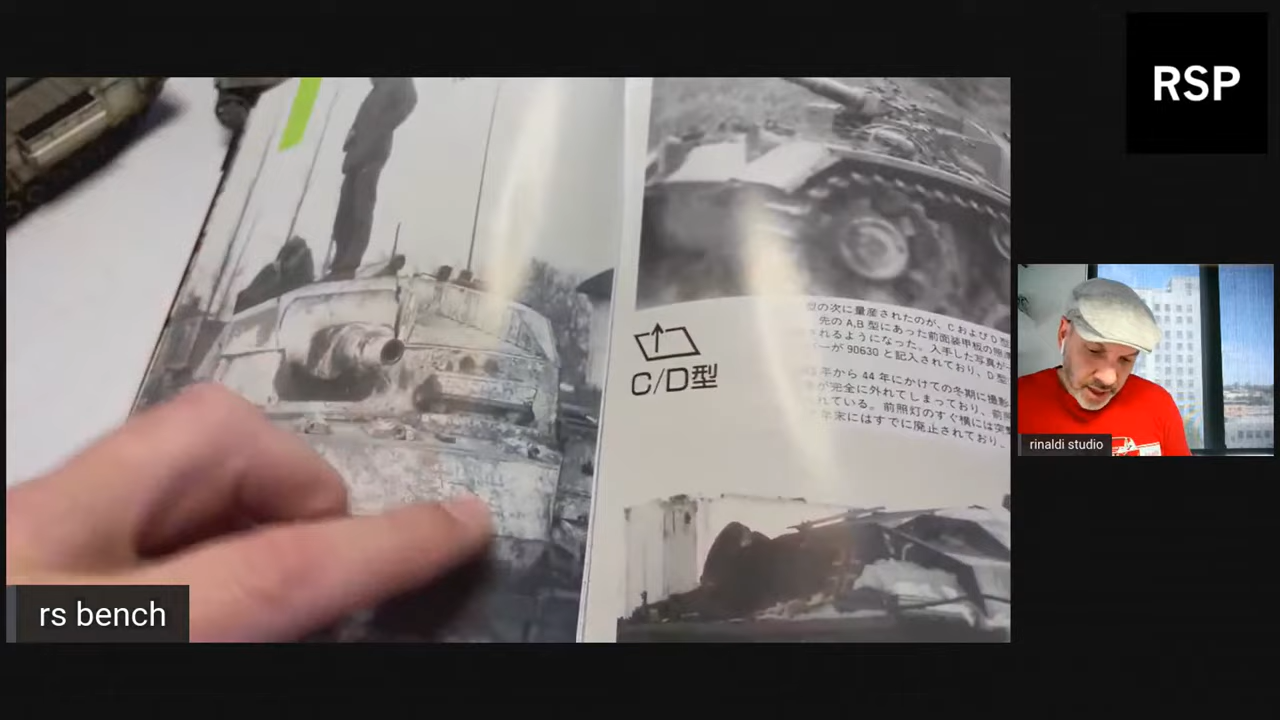 RSP
C/D型
型の次に量産されたのが、CおよびD型
先のA,B型にあった前面装甲板の
されるようになった。入手した写真が
が 90630 と記入されており、D型
年から 44 年にかけての冬期に撮影
が完全に外れてしまっており、前
れている。前照灯のすぐ横には突
年末にはすでに廃止されており、
rinaldi studio
rs bench